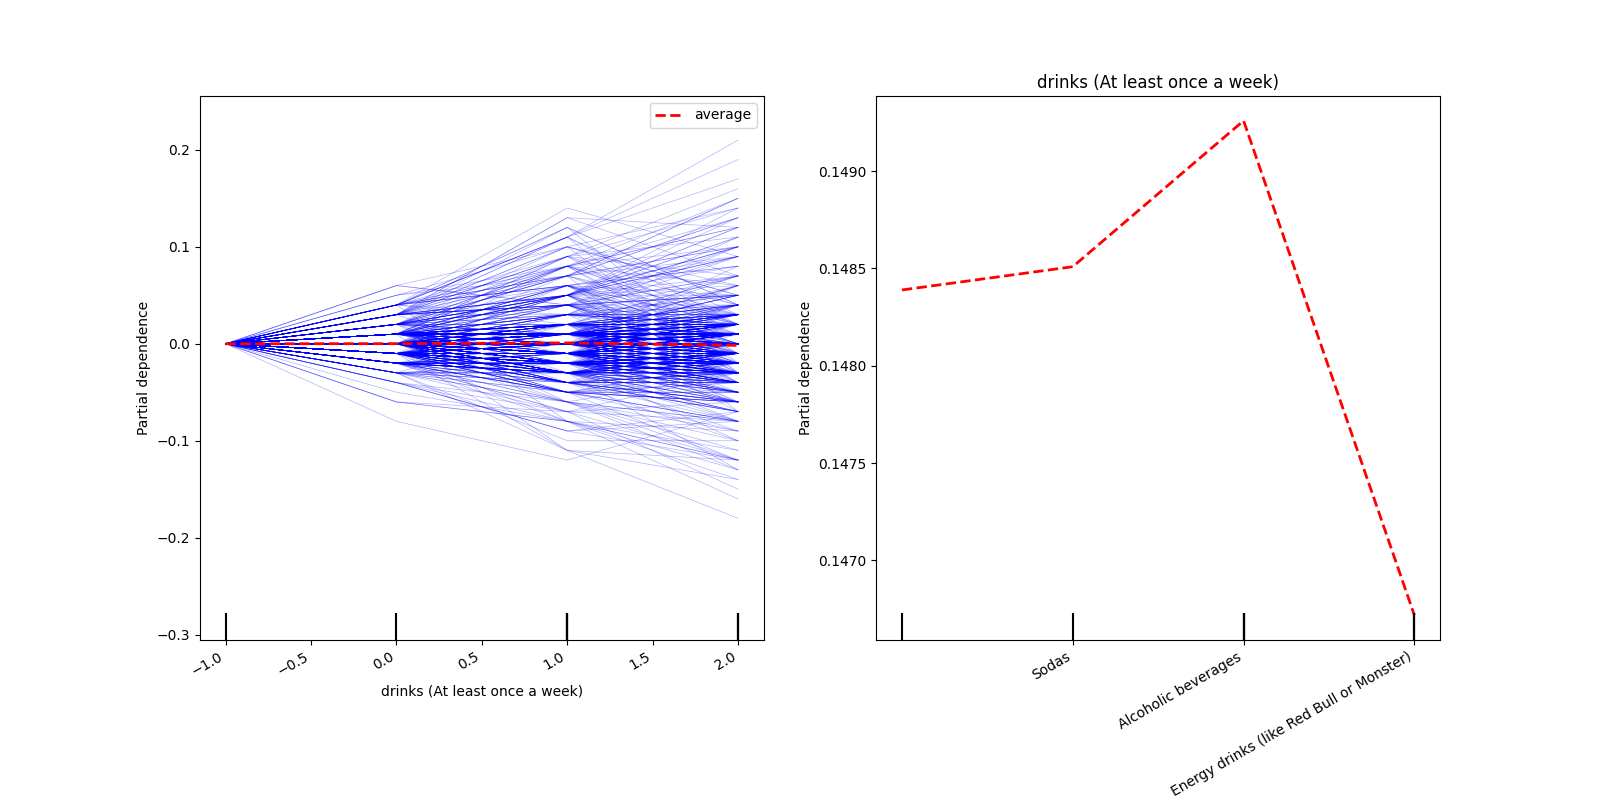 average
0.2
0.1
0.0
−0.1
−0.2
−0.3
Partial dependence
−1.0
−0.5
0.0
0.5
1.0
1.5
2.0
drinks (At least once a week)
drinks (At least once a week)
0.1490
0.1485
0.1480
0.1475
0.1470
Partial dependence
Sodas
Alcoholic beverages
Energy drinks (like Red Bull or Monster)